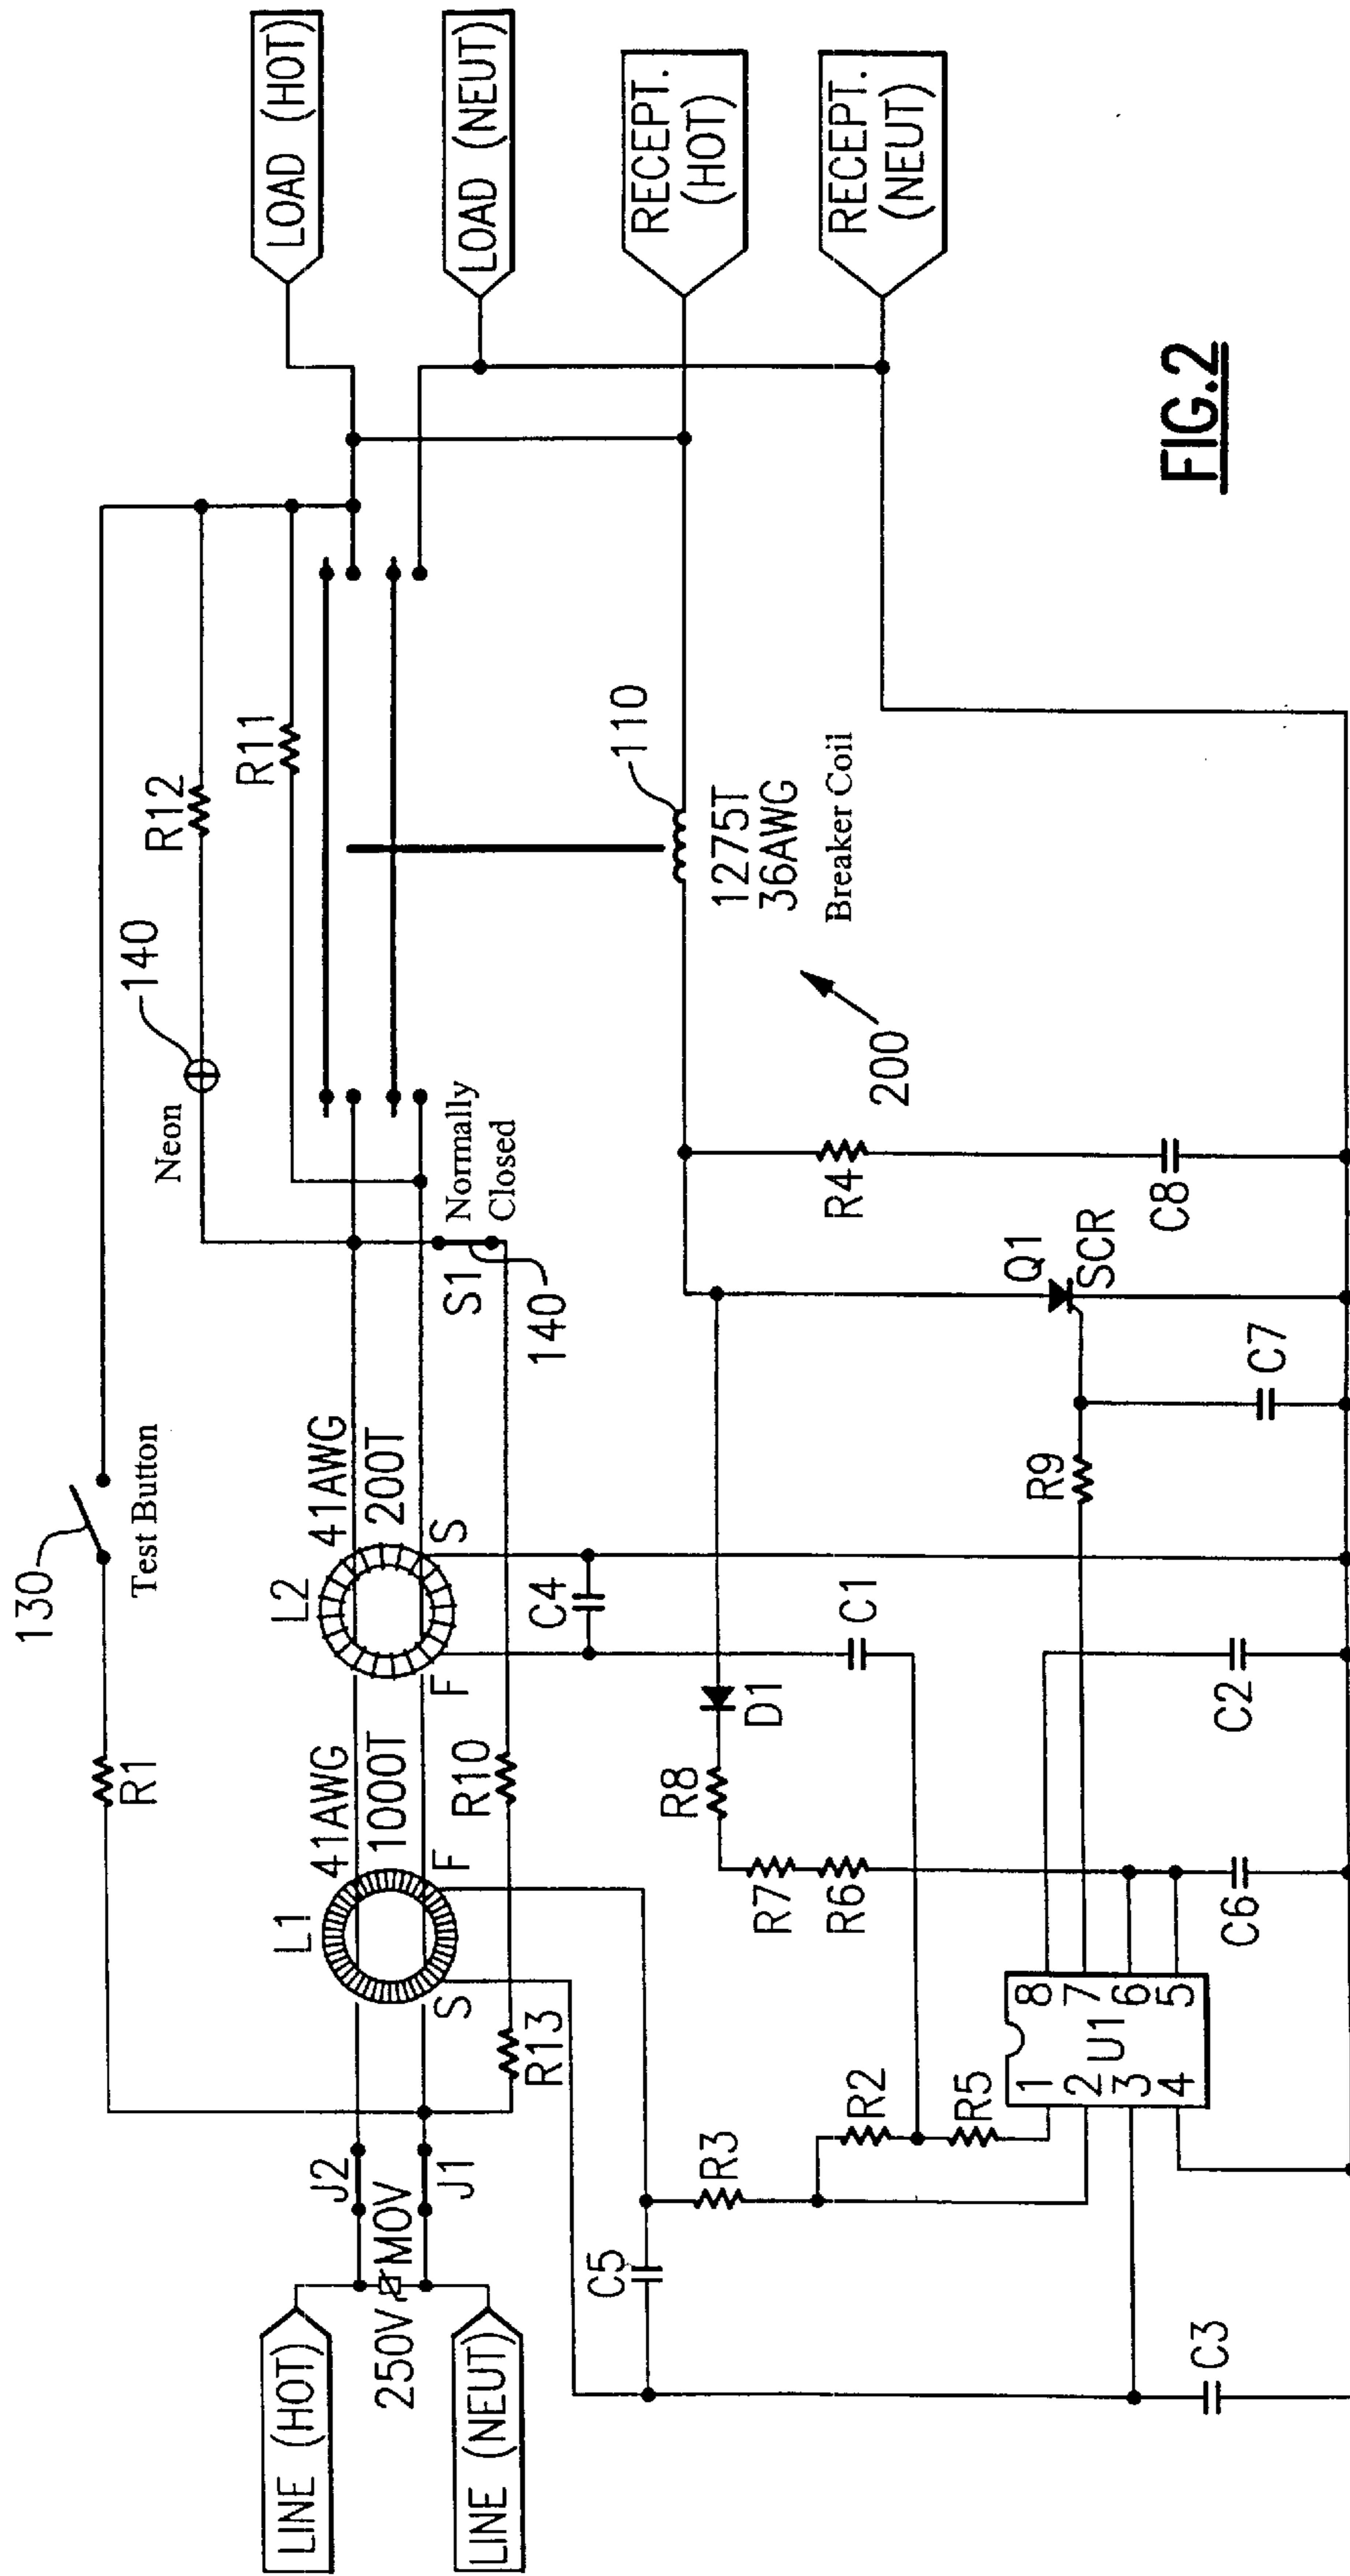 130
Test Button
R1
140
Neon
R12
R11
LOAD (HOT)
LOAD (NEUT)
RECEPT.
(HOT)
RECEPT.
(NEUT)
LINE (HOT)
LINE (NEUT)
250V
MOV
J2
J1
L1
41AWG
1000T
S
F
L2
41AWG
200T
F
S
S1
Normally
Closed
140
R13
R10
110
1275T
36AWG
Breaker Coil
200
C5
R3
R2
R5
C4
C1
R8
D1
R7
R6
R4
C8
Q1
SCR
R9
C7
C2
C6
C3
U1
1
2
3
4
8
7
6
5
FIG.2